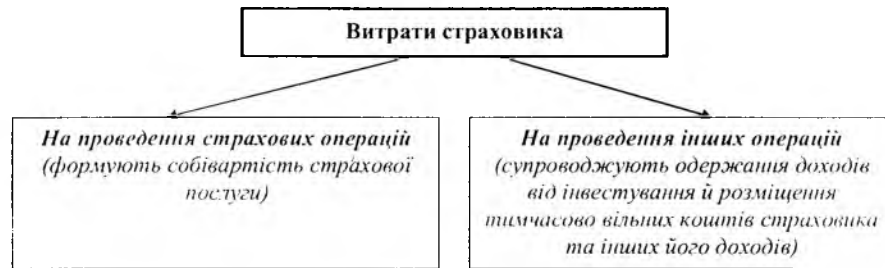 Витрати страховика
На проведення страхових операцій
(формують собівартість страхової
послуги)
На проведення інших операцій
(супроводжують одержання доходів
від інвестування й розміщення
тимчасово вільних коштів страховика
та інших його доходів)